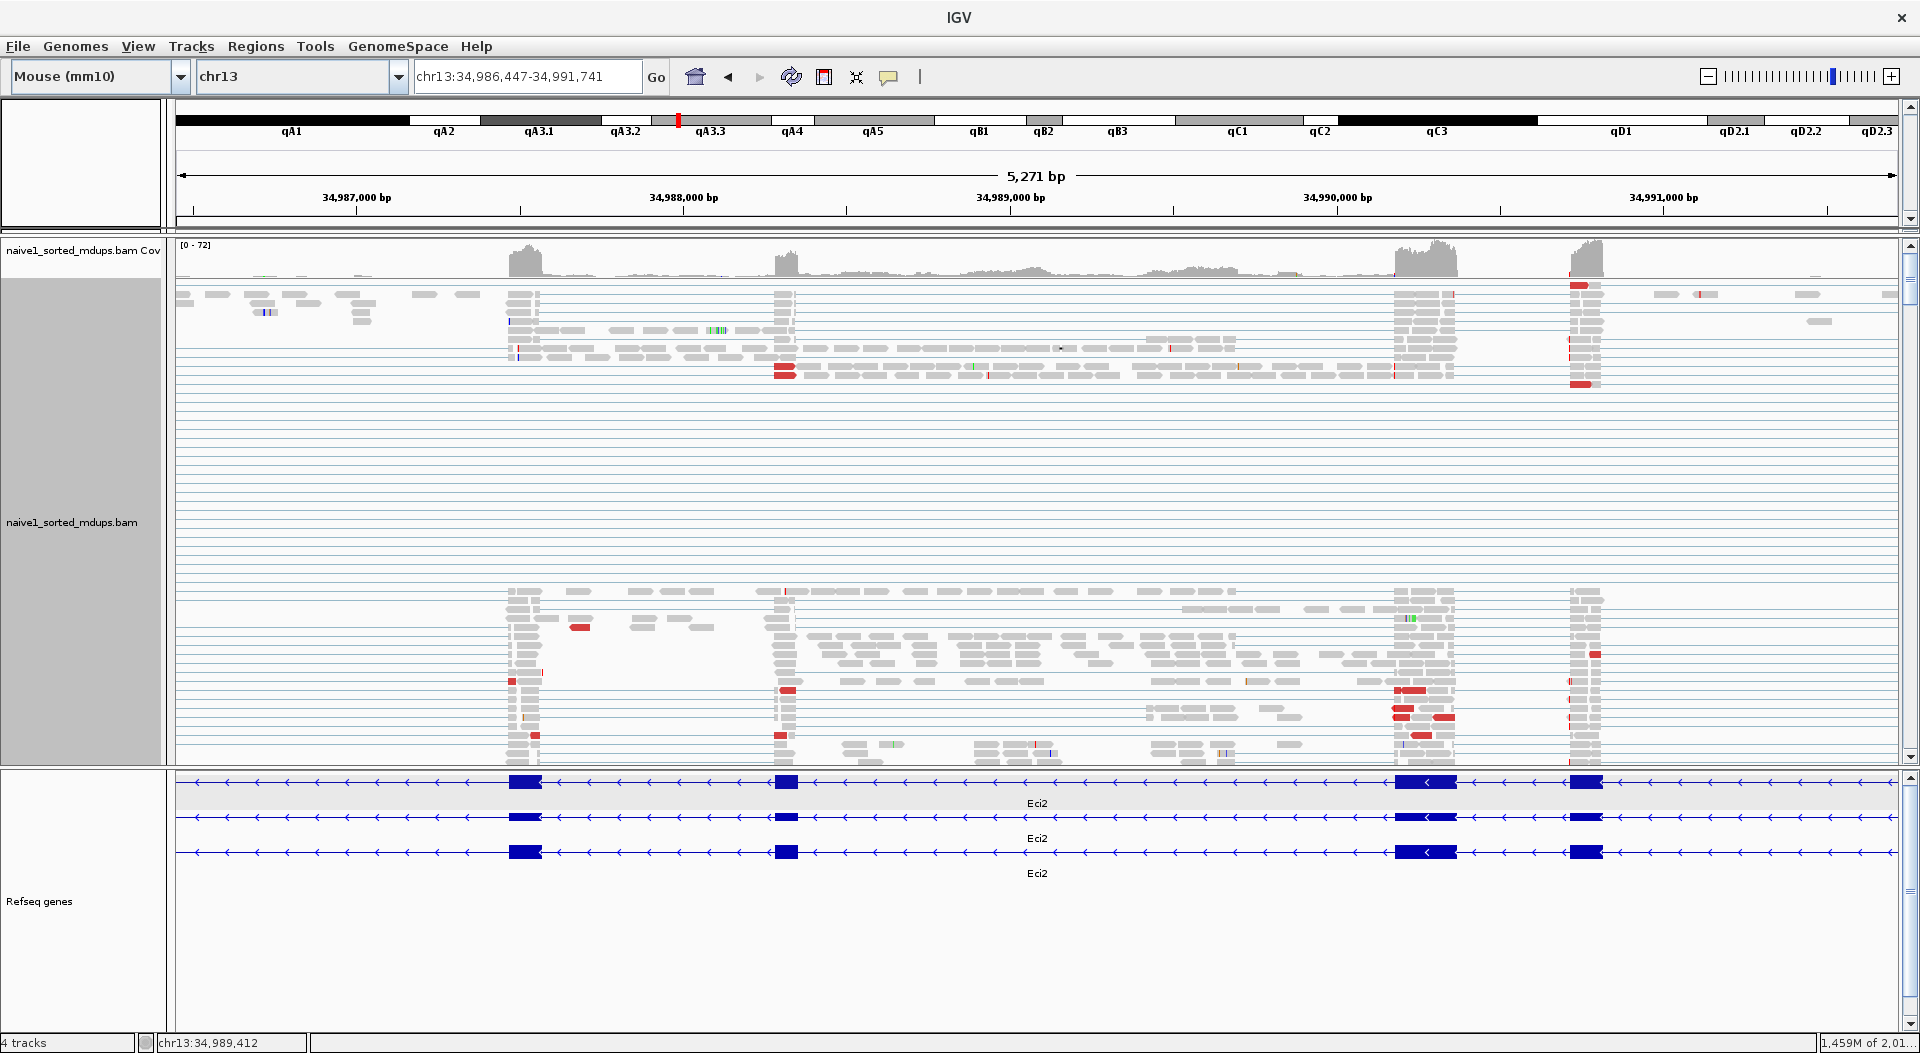 IGV
File Genomes View Tracks Regions Tools GenomeSpace Help
Mouse (mm10) chr13 chr13:34,986,447-34,991,741 Go
qA1 qA2 qA3.1 qA3.2 qA3.3 qA4 qA5 qB1 qB2 qB3 qC1 qC2 qC3 qD1 qD2.1 qD2.2 qD2.3
5,271 bp
34,987,000 bp 34,988,000 bp 34,989,000 bp 34,990,000 bp 34,991,000 bp
naive1_sorted_mdups.bam Cov [0 - 72]
naive1_sorted_mdups.bam
Eci2
Eci2
Eci2
Refseq genes
4 tracks chr13:34,989,412 1,459M of 2,01...